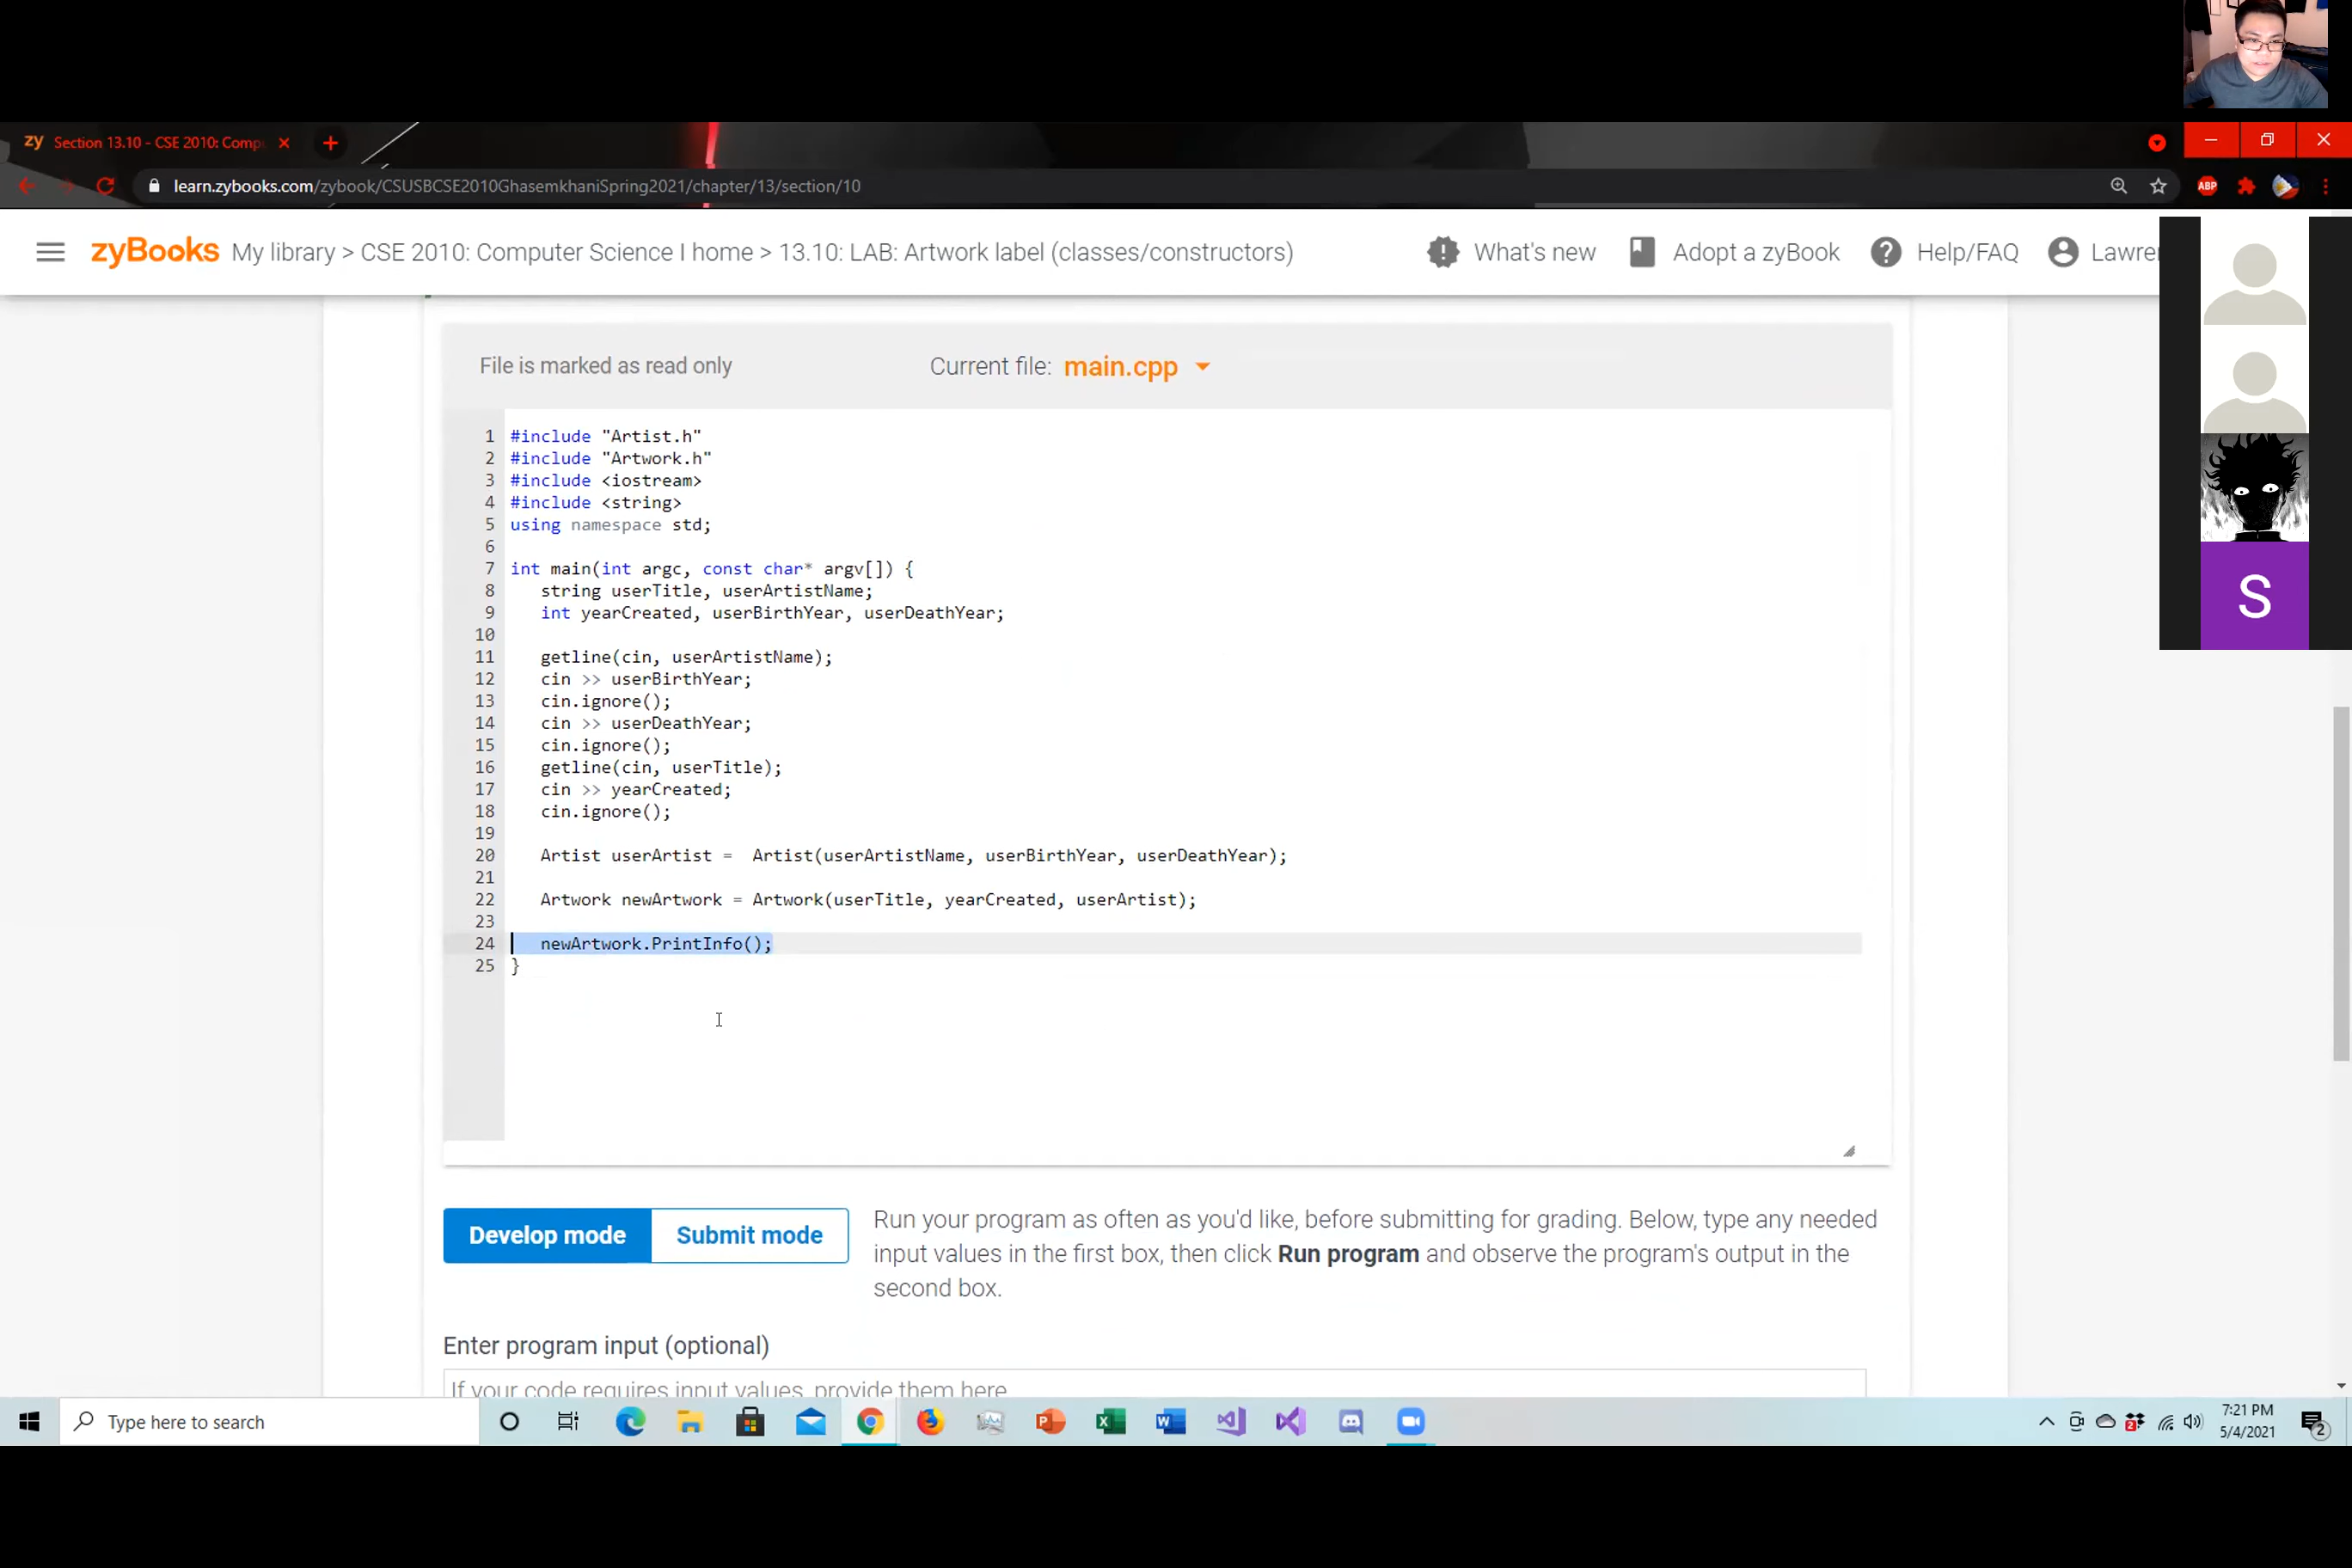 zy Section 13.10 - CSE 2010: Comp
learn.zybooks.com/zybook/CSUSBCSE2010GhasemkhaniSpring2021/chapter/13/section/10
ABP
zyBooks My library > CSE 2010: Computer Science I home > 13.10: LAB: Artwork label (classes/constructors)
What's new
Adopt a zyBook
Help/FAQ
Lawre
File is marked as read only
Current file: main.cpp
1 #include "Artist.h"
2 #include "Artwork.h"
3 #include <iostream>
4 #include <string>
5 using namespace std;
6
7 int main(int argc, const char* argv[]) {
8 string userTitle, userArtistName;
9 int yearCreated, userBirthYear, userDeathYear;
10
11 getline(cin, userArtistName);
12 cin >> userBirthYear;
13 cin.ignore();
14 cin >> userDeathYear;
15 cin.ignore();
16 getline(cin, userTitle);
17 cin >> yearCreated;
18 cin.ignore();
19
20 Artist userArtist =  Artist(userArtistName, userBirthYear, userDeathYear);
21
22 Artwork newArtwork = Artwork(userTitle, yearCreated, userArtist);
23
24 newArtwork.PrintInfo();
25 }
S
Develop mode
Submit mode
Run your program as often as you'd like, before submitting for grading. Below, type any needed
input values in the first box, then click Run program and observe the program's output in the
second box.
Enter program input (optional)
If your code requires input values, provide them here
Type here to search
7:21 PM
5/4/2021
2